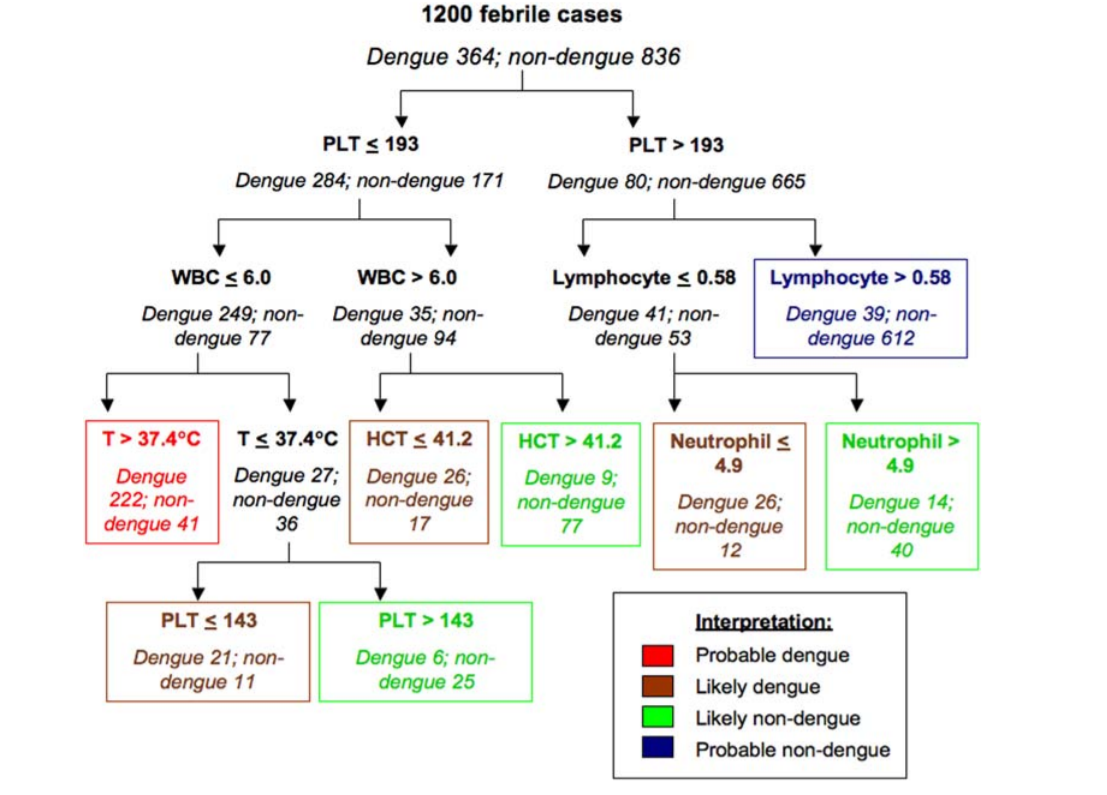 1200 febrile cases
Dengue 364; non-dengue 836
PLT ≤ 193
Dengue 284; non-dengue 171
PLT > 193
Dengue 80; non-dengue 665
WBC ≤ 6.0
Dengue 249; non-
dengue 77
WBC > 6.0
Dengue 35; non-
dengue 94
Lymphocyte ≤ 0.58
Dengue 41; non-
dengue 53
Lymphocyte > 0.58
Dengue 39; non-
dengue 612
T > 37.4°C
Dengue
222; non-
dengue 41
T ≤ 37.4°C
Dengue 27;
non-dengue
36
HCT ≤ 41.2
Dengue 26;
non-dengue
17
HCT > 41.2
Dengue 9;
non-dengue
77
Neutrophil ≤
4.9
Dengue 26;
non-dengue
12
Neutrophil >
4.9
Dengue 14;
non-dengue
40
PLT ≤ 143
Dengue 21; non-
dengue 11
PLT > 143
Dengue 6; non-
dengue 25
Interpretation:
Probable dengue
Likely dengue
Likely non-dengue
Probable non-dengue